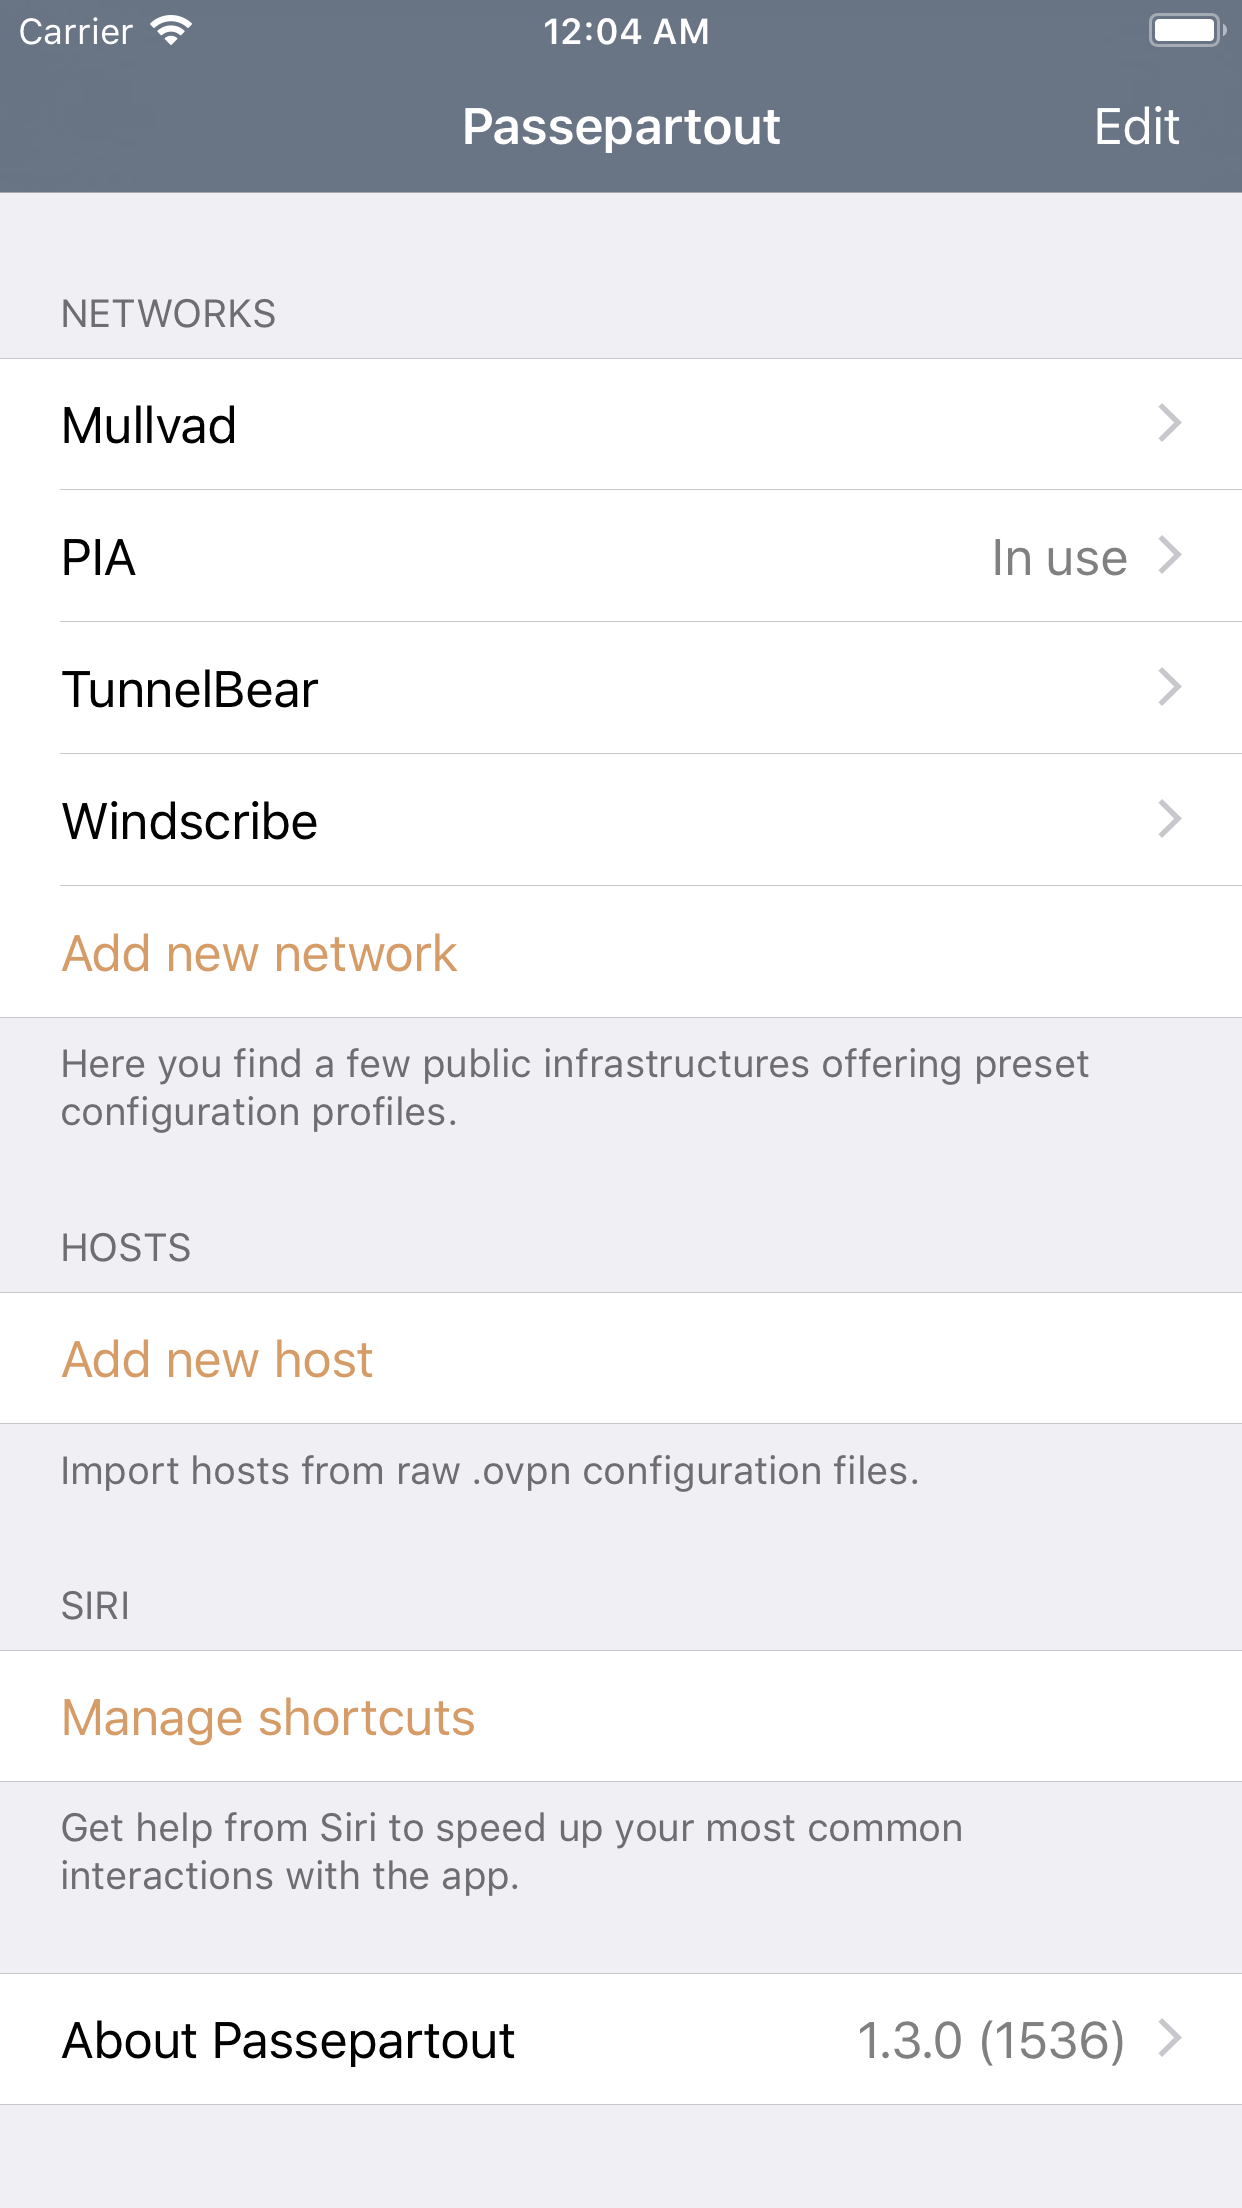 Carrier 12:04 AM
Passepartout Edit
NETWORKS
Mullvad
PIA In use
TunnelBear
Windscribe
Add new network
Here you find a few public infrastructures offering preset
configuration profiles.
HOSTS
Add new host
Import hosts from raw .ovpn configuration files.
SIRI
Manage shortcuts
Get help from Siri to speed up your most common
interactions with the app.
About Passepartout 1.3.0 (1536)